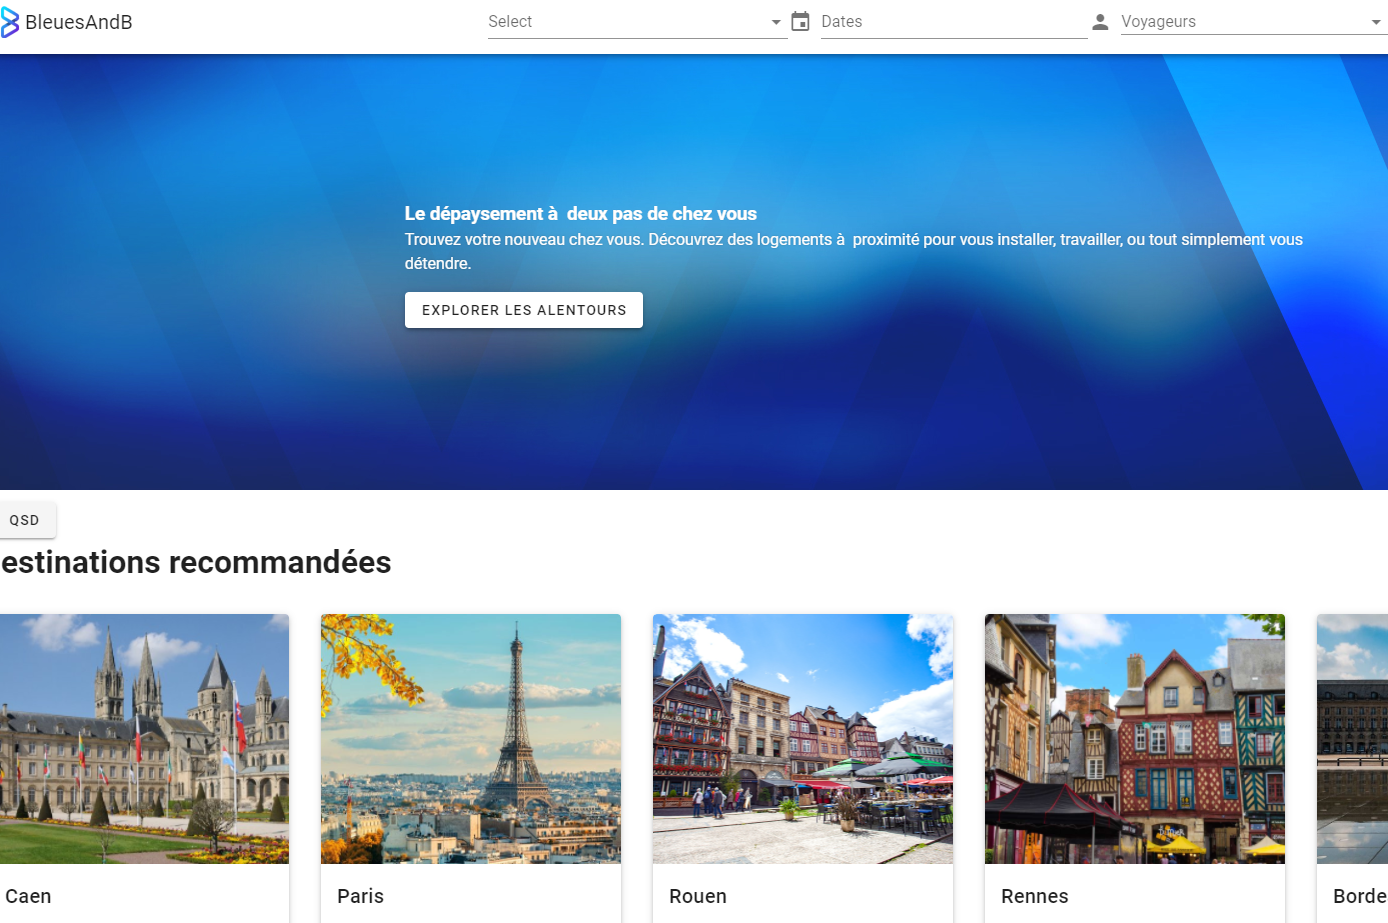 BleuesAndB
Select
Dates
Voyageurs
Le dépaysement à  deux pas de chez vous
Trouvez votre nouveau chez vous. Découvrez des logements à  proximité pour vous installer, travailler, ou tout simplement vous
détendre.
EXPLORER LES ALENTOURS
QSD
estinations recommandées
Caen
Paris
Rouen
Rennes
Borde